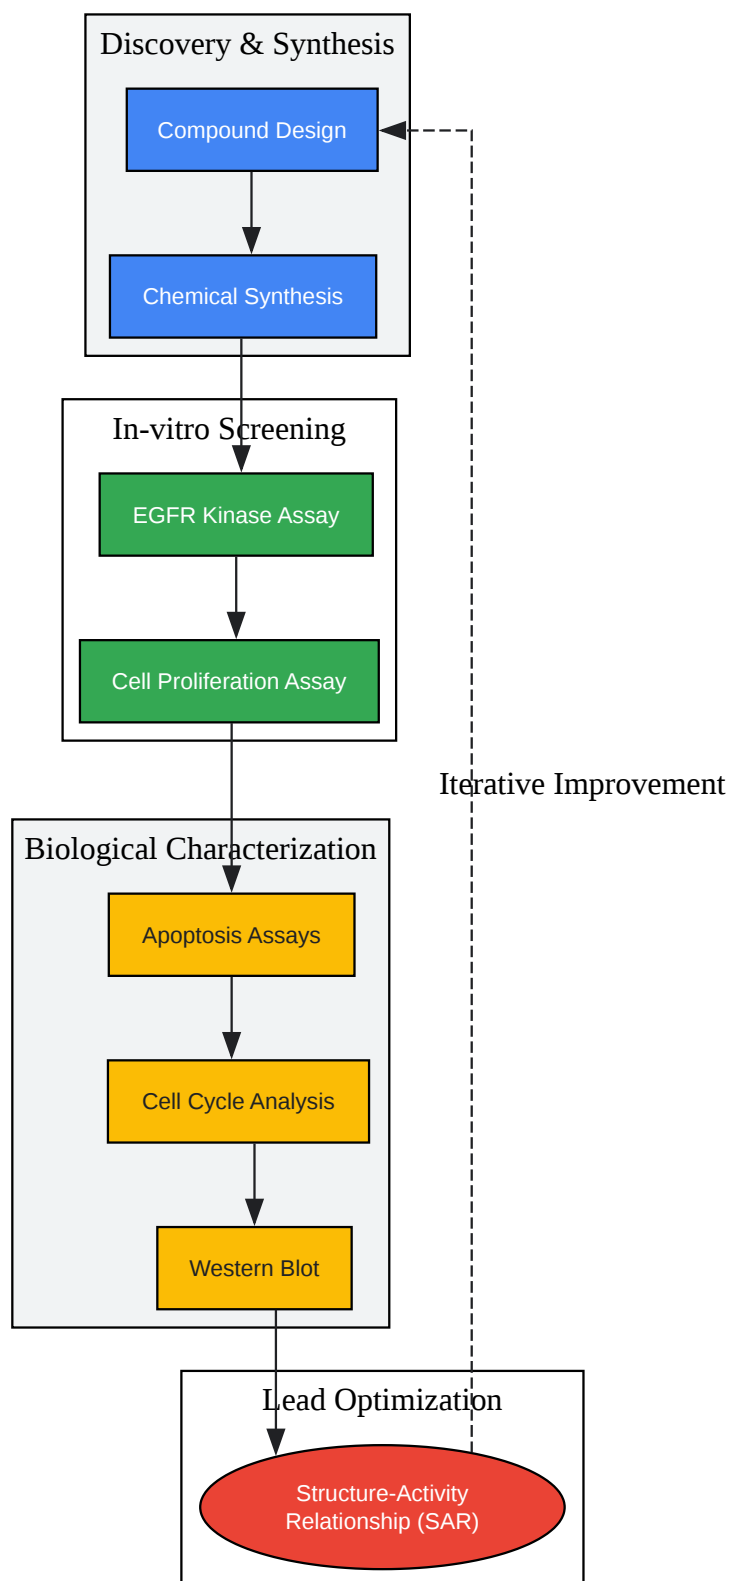 Discovery & Synthesis
Compound Design
Chemical Synthesis
In-vitro Screening
EGFR Kinase Assay
Cell Proliferation Assay
Iterative Improvement
Biological Characterization
Apoptosis Assays
Cell Cycle Analysis
Western Blot
Lead Optimization
Structure-Activity
Relationship (SAR)